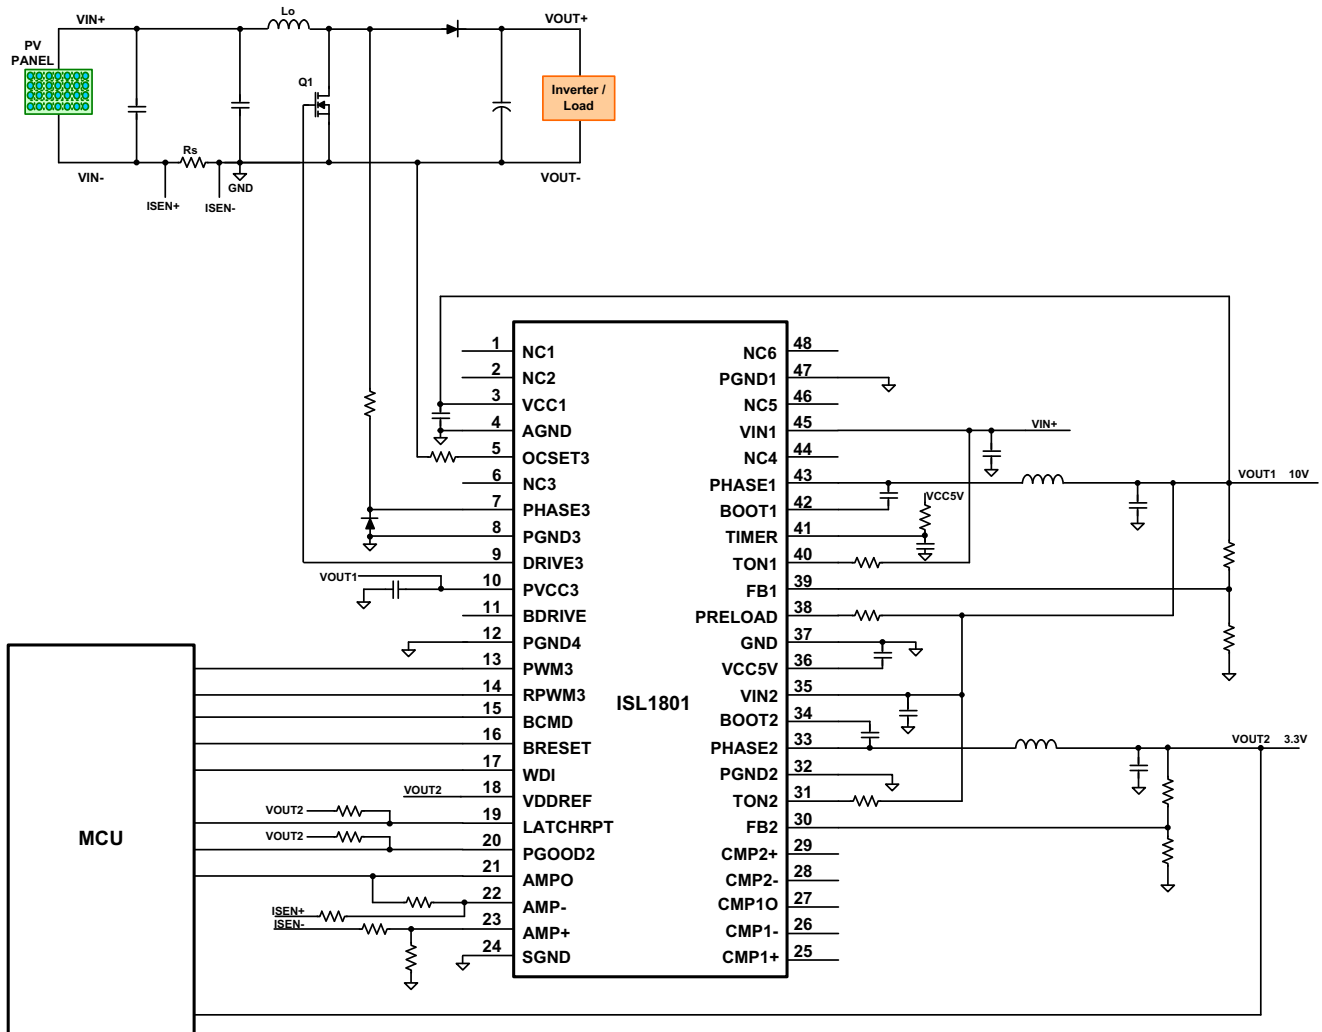 VIN+
Lo
VOUT+
PV
PANEL
Q1
Inverter /
Load
Rs
VIN-
GND
VOUT-
ISEN+
ISEN-
1
NC1
2
NC2
3
VCC1
4
AGND
5
OCSET3
6
NC3
7
PHASE3
8
PGND3
9
DRIVE3
VOUT1
10
PVCC3
11
BDRIVE
12
PGND4
13
PWM3
14
RPWM3
15
BCMD
16
BRESET
17
WDI
VOUT2
18
VDDREF
VOUT2
19
LATCHRPT
VOUT2
20
PGOOD2
21
AMPO
22
AMP-
ISEN+
ISEN-
23
AMP+
24
SGND
MCU
ISL1801
48
NC6
47
PGND1
46
NC5
45
VIN1
VIN+
44
NC4
43
PHASE1
VOUT1 10V
42
BOOT1
VCC5V
41
TIMER
40
TON1
39
FB1
38
PRELOAD
37
GND
36
VCC5V
35
VIN2
34
BOOT2
33
PHASE2
VOUT2 3.3V
32
PGND2
31
TON2
30
FB2
29
CMP2+
28
CMP2-
27
CMP1O
26
CMP1-
25
CMP1+